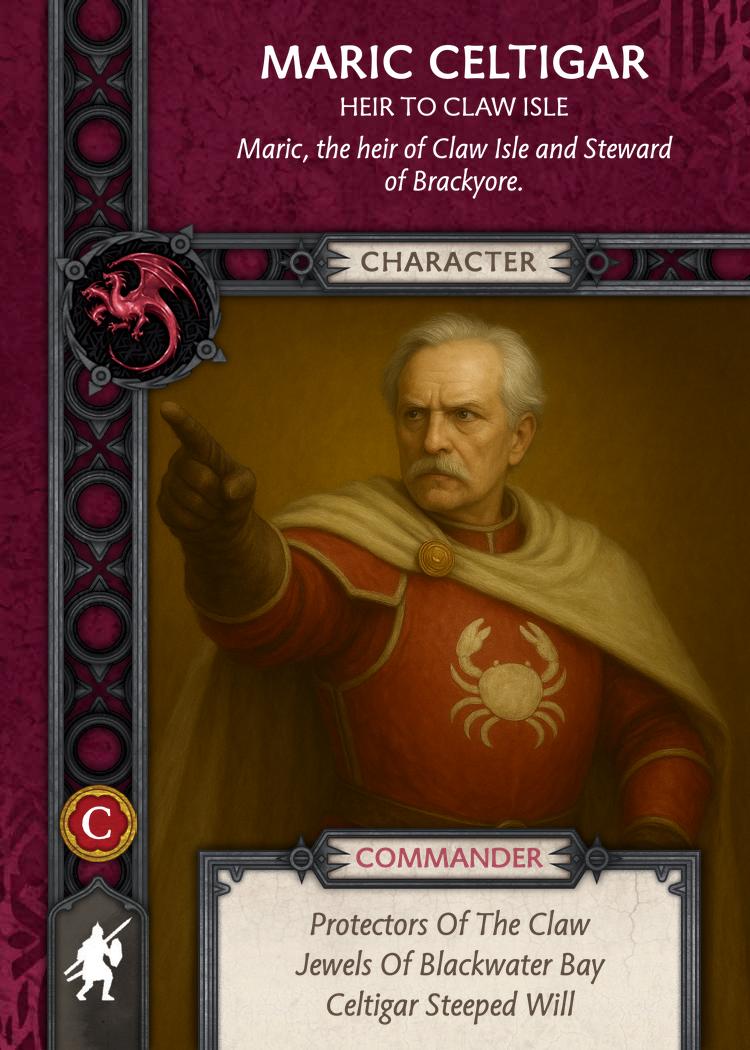 MARIC CELTIGAR
HEIR TO CLAW ISLE
Maric, the heir of Claw Isle and Steward
of Brackyore.
CHARACTER
C
COMMANDER
Protectors Of The Claw
Jewels Of Blackwater Bay
Celtigar Steeped Will